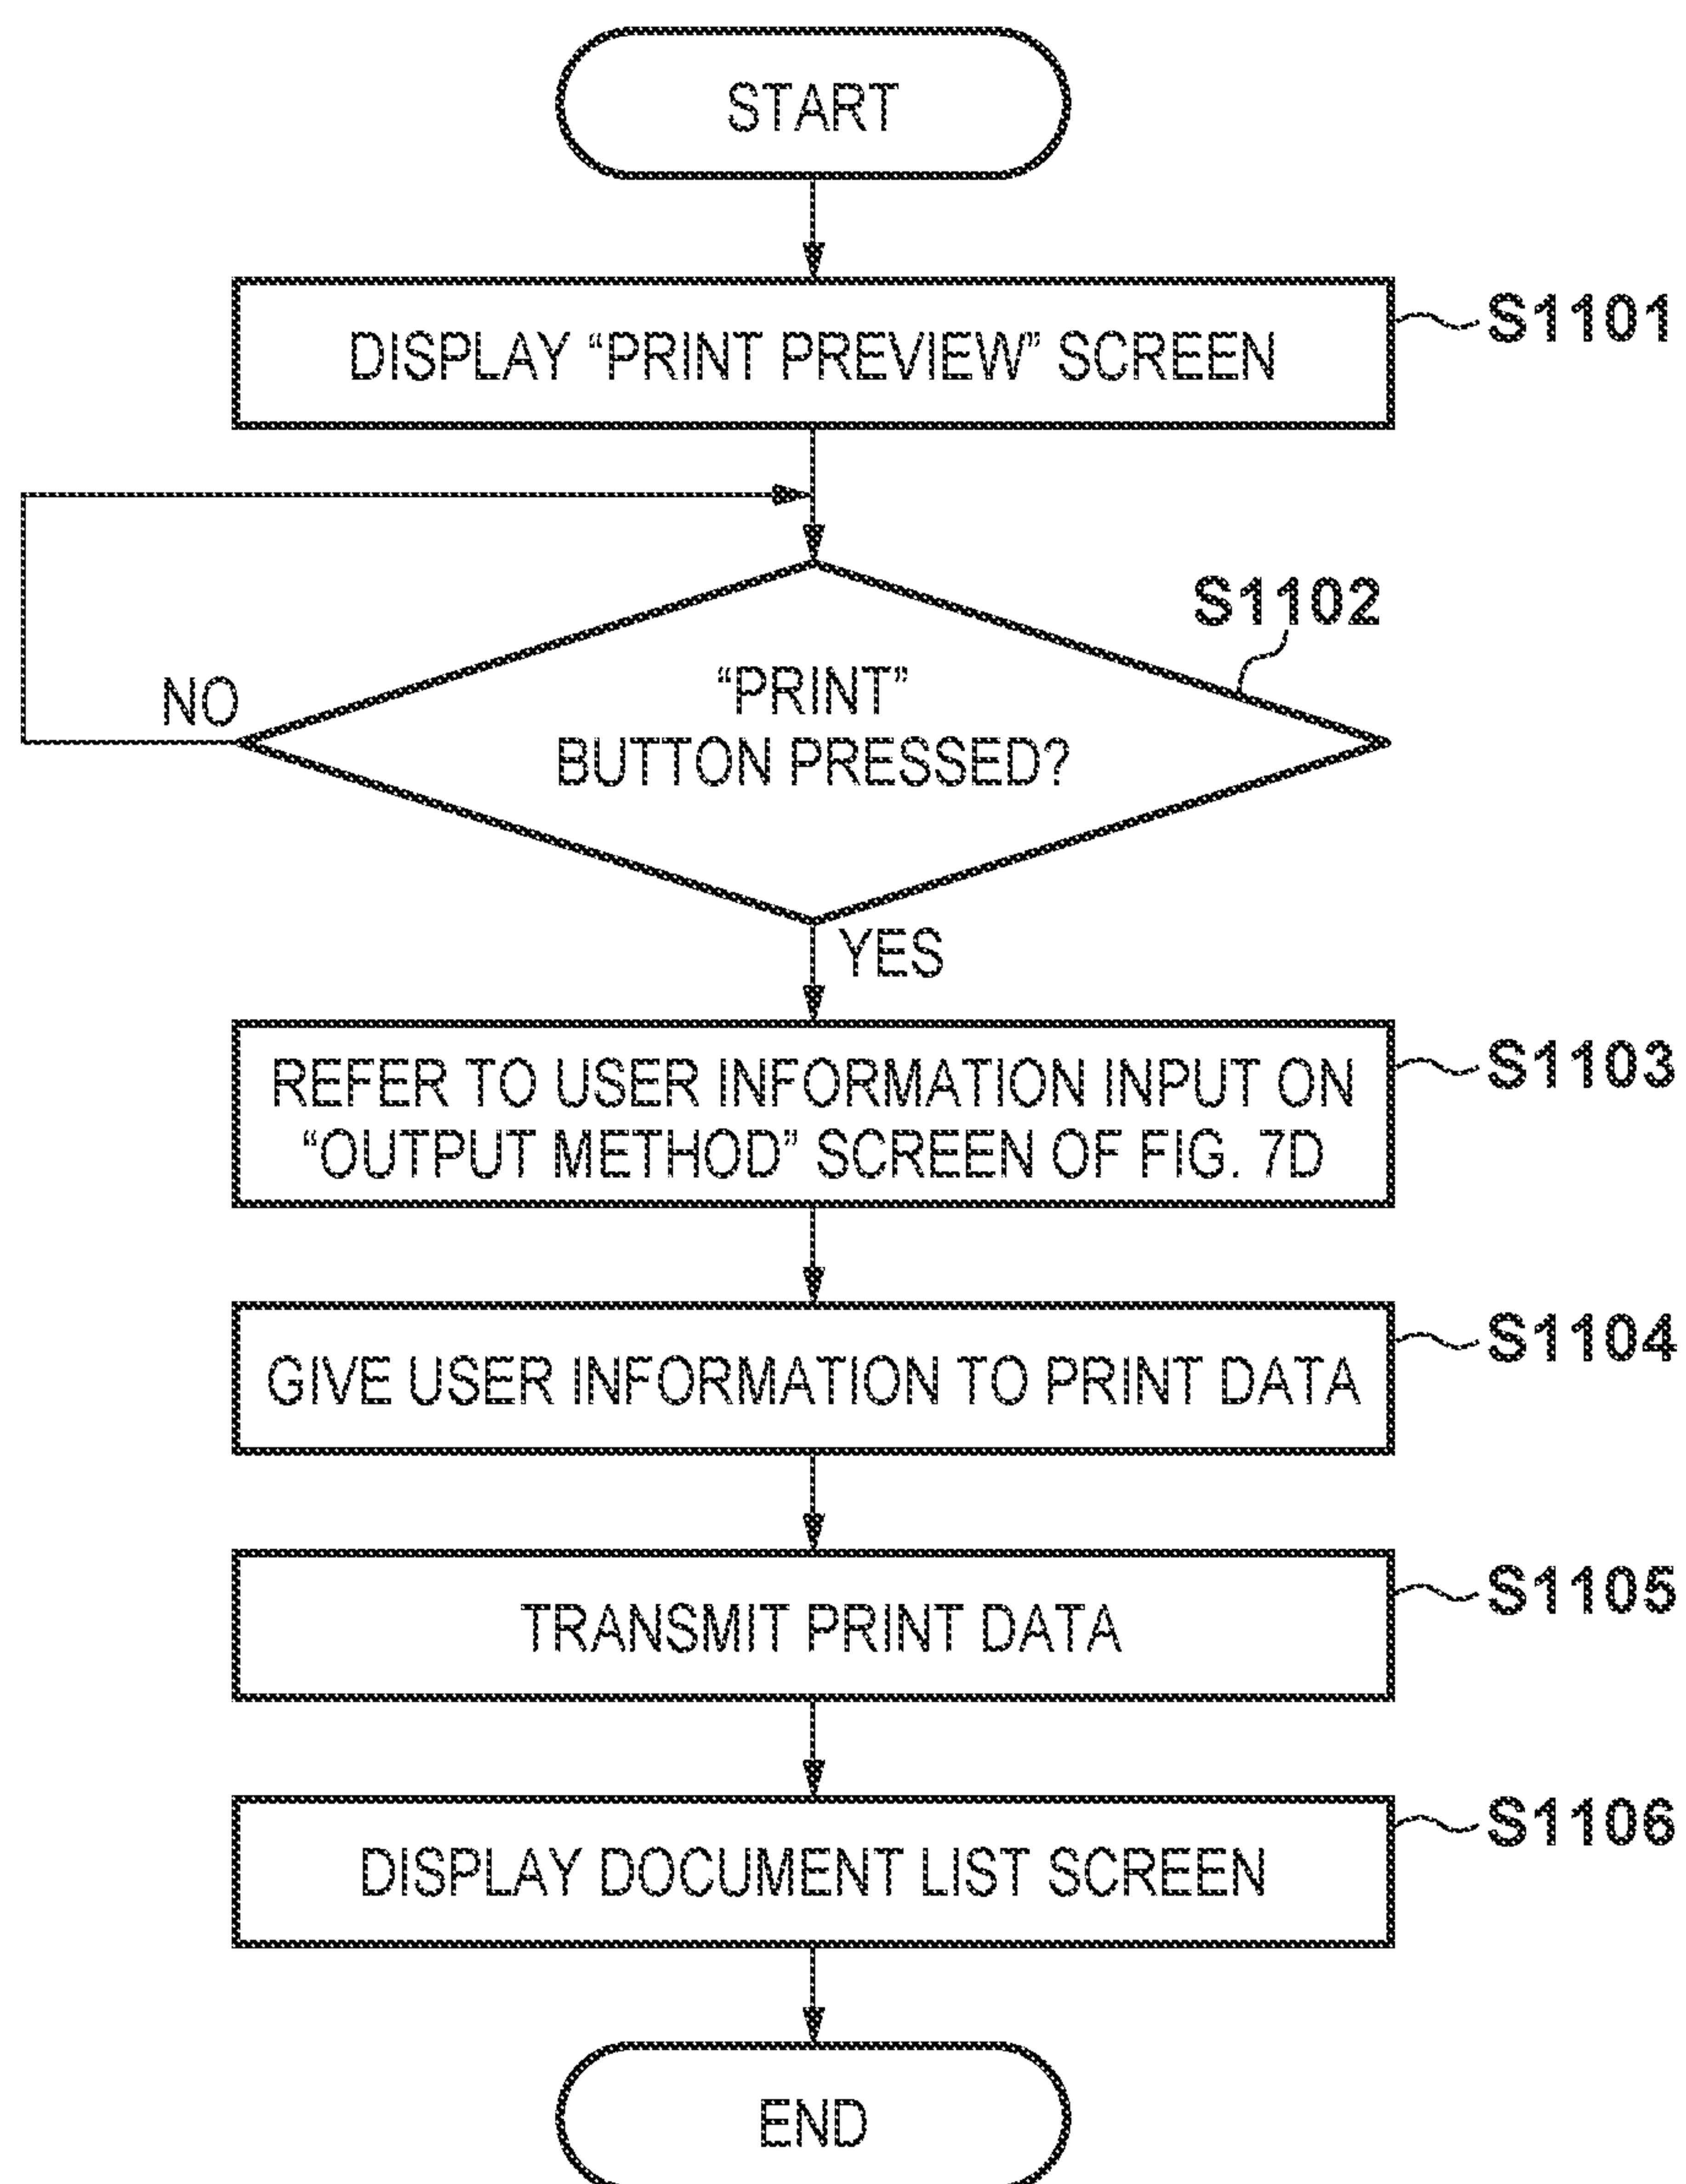 START
DISPLAY “PRINT PREVIEW” SCREEN
S1101
S1102
“PRINT”
BUTTON PRESSED?
NO
YES
REFER TO USER INFORMATION INPUT ON
“OUTPUT METHOD” SCREEN OF FIG. 7D
S1103
GIVE USER INFORMATION TO PRINT DATA
S1104
TRANSMIT PRINT DATA
S1105
DISPLAY DOCUMENT LIST SCREEN
S1106
END